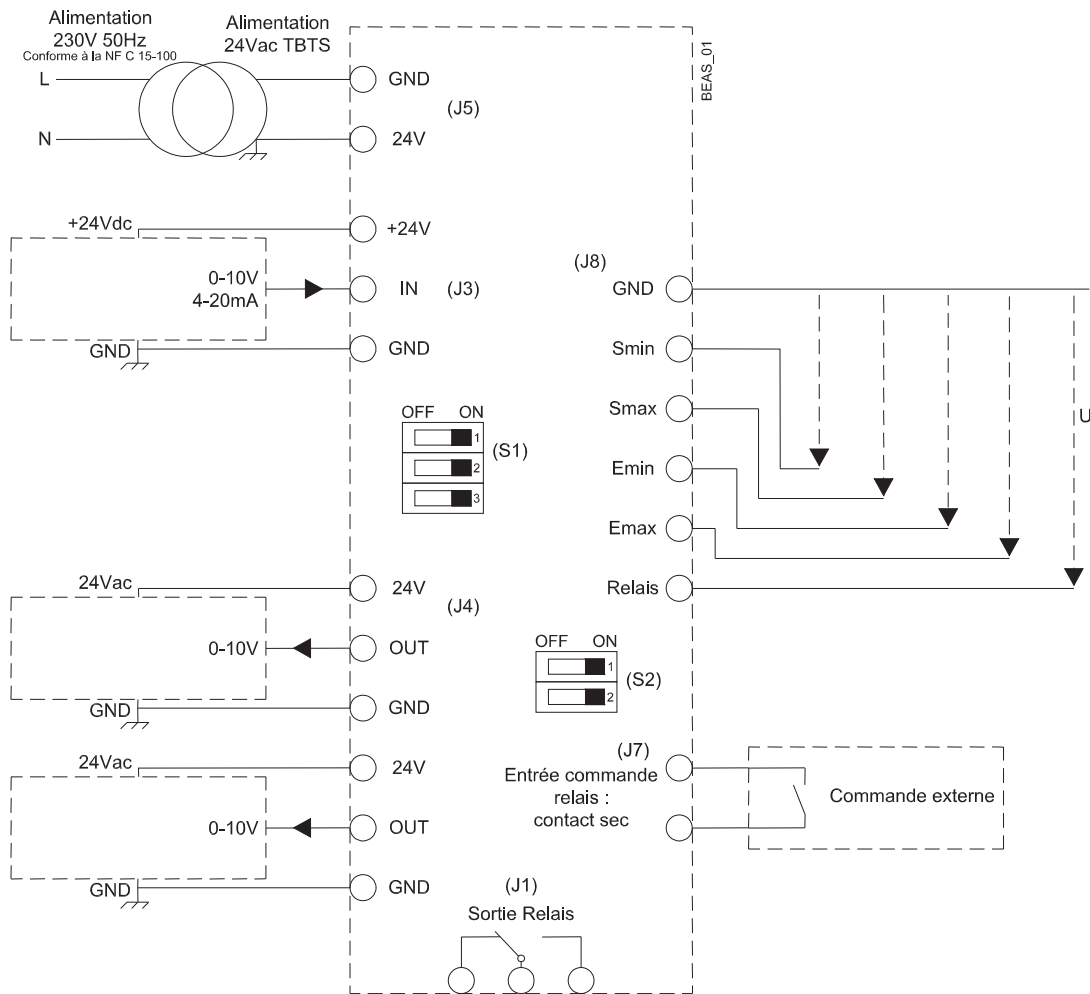 Alimentation
230V 50Hz
Conforme à la NF C 15-100
L
N
Alimentation
24Vac TBTS
GND
(J5)
24V
BEAS_01
+24Vdc
+24V
0-10V
4-20mA
IN
(J3)
GND
GND
(J8)
GND
Smin
Smax
Emin
Emax
Relais
U
OFF ON
1
2
3
(S1)
24Vac
24V
(J4)
0-10V
OUT
GND
GND
OFF ON
1
2
(S2)
24Vac
24V
0-10V
OUT
GND
GND
(J7)
Entrée commande
relais :
contact sec
Commande externe
(J1)
Sortie Relais